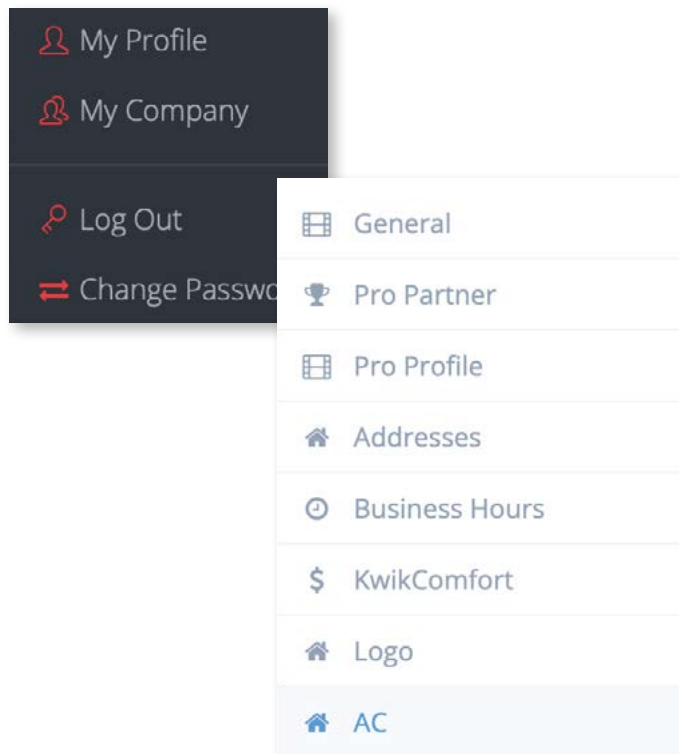 My Profile
My Company
Log Out
Change Passwo
General
Pro Partner
Pro Profile
Addresses
Business Hours
$ KwikComfort
Logo
AC